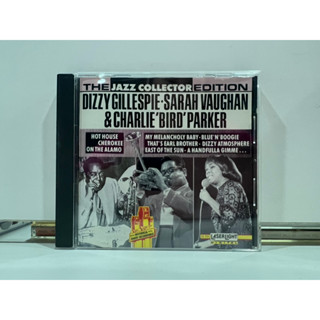 THE JAZZ COLLECTOR EDITION
DIZZY GILLESPIE·SARAH VAUGHAN
& CHARLIE 'BIRD' PARKER
HOT HOUSE
CHEROKEE
ON THE ALAMO
MY MELANCHOLY BABY · BLUE 'N' BOOGIE
THAT'S EARL BROTHER · DIZZY ATMOSPHERE
EAST OF THE SUN · A HANDFULLA GIMME...
LASERLIGHT